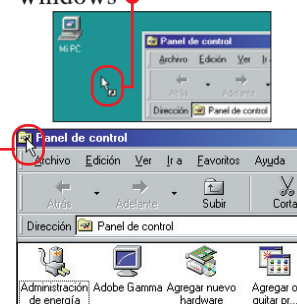 windows
Mi PC
Panel de control
Archivo Edición Ver Ir a
Atrás Adelante
Dirección Panel de control
Panel de control
Archivo Edición Ver Ir a Favoritos Ayuda
Atrás Adelante Subir Corta
Dirección Panel de control
Administración de energía
Adobe Gamma
Agregar nuevo hardware
Agregar o quitar pr...